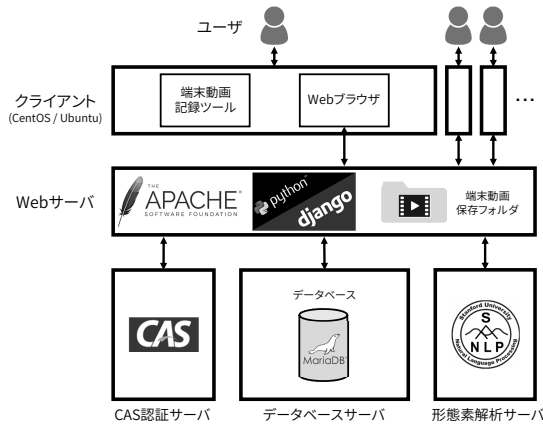 ユーザ
クライアント
(CentOS / Ubuntu)
端末動画
記録ツール
Webブラウザ
...
Webサーバ
THE
APACHE
SOFTWARE FOUNDATION
python
django
端末動画
保存フォルダ
CAS
データベース
MariaDB
Stanford University
S
NLP
Natural Language Processing
CAS認証サーバ
データベースサーバ
形態素解析サーバ